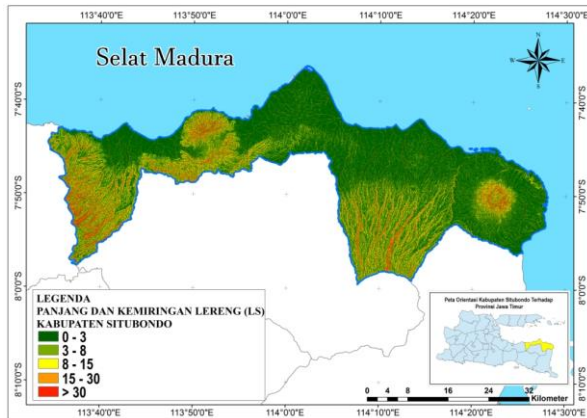 113°40'0"E 113°50'0"E 114°0'0"E 114°10'0"E 114°20'0"E 114°30'0"E
Selat Madura
N
W E
S
7°40'0"S 7°40'0"S
7°50'0"S 7°50'0"S
8°0'0"S 8°0'0"S
8°10'0"S 8°10'0"S
LEGENDA
PANJANG DAN KEMIRINGAN LERENG (LS)
KABUPATEN SITUBONDO
0 - 3
3 - 8
8 - 15
15 - 30
> 30
Peta Orientasi Kabupaten Situbondo Terhadap
Provinsi Jawa Timur
0 4 8 16 24 32
Kilometer
113°40'0"E 113°50'0"E 114°0'0"E 114°10'0"E 114°20'0"E 114°30'0"E